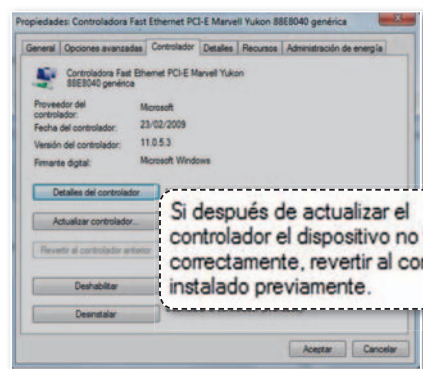 Propiedades: Controladora Fast Ethernet PCI-E Marvell Yukon 88E8040 genérica
General Opciones avanzadas Controlador Detalles Recursos Administración de energía
Controladora Fast Ethernet PCI-E Marvell Yukon
88E8040 genérica
Proveedor del
controlador:
Microsoft
Fecha del controlador:
23/02/2009
Versión del controlador:
11.0.5.3
Firmante digital:
Microsoft Windows
Detalles del controlador
Actualizar controlador...
Revertir al controlador anterior
Deshabilitar
Desinstalar
Si después de actualizar el
controlador el dispositivo no
correctamente, revertir al
instalado previamente.
Aceptar Cancelar